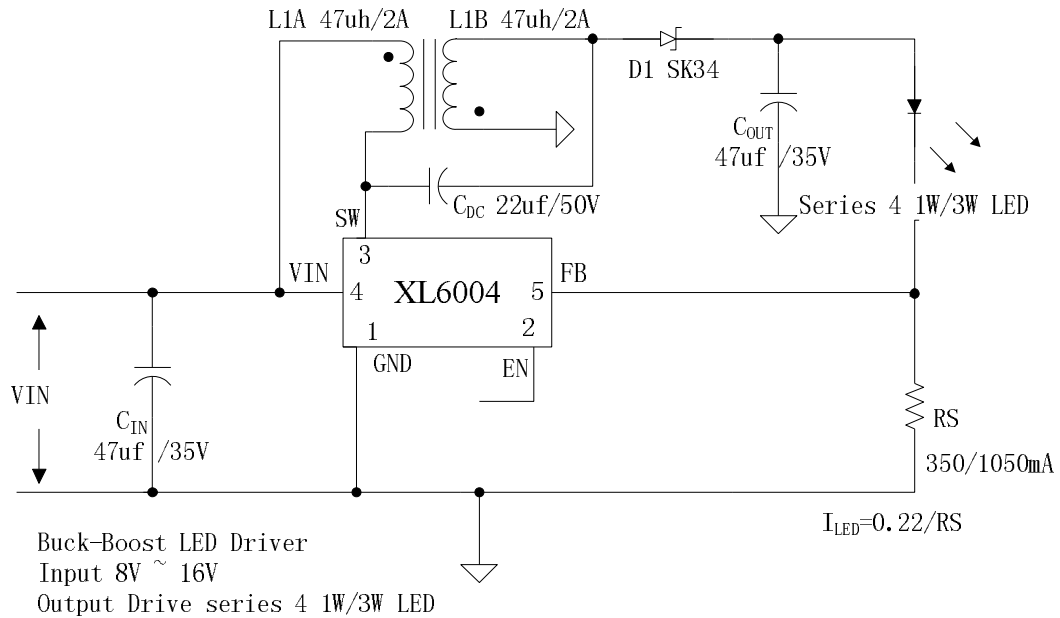 L1A 47uh/2A
L1B 47uh/2A
D1 SK34
COUT
47uf /35V
CDC 22uf/50V
Series 4 1W/3W LED
SW
3
VIN
4
XL6004
5
FB
1
2
GND
EN
VIN
CIN
47uf /35V
RS
350/1050mA
ILED=0.22/RS
Buck-Boost LED Driver
Input 8V ~ 16V
Output Drive series 4 1W/3W LED